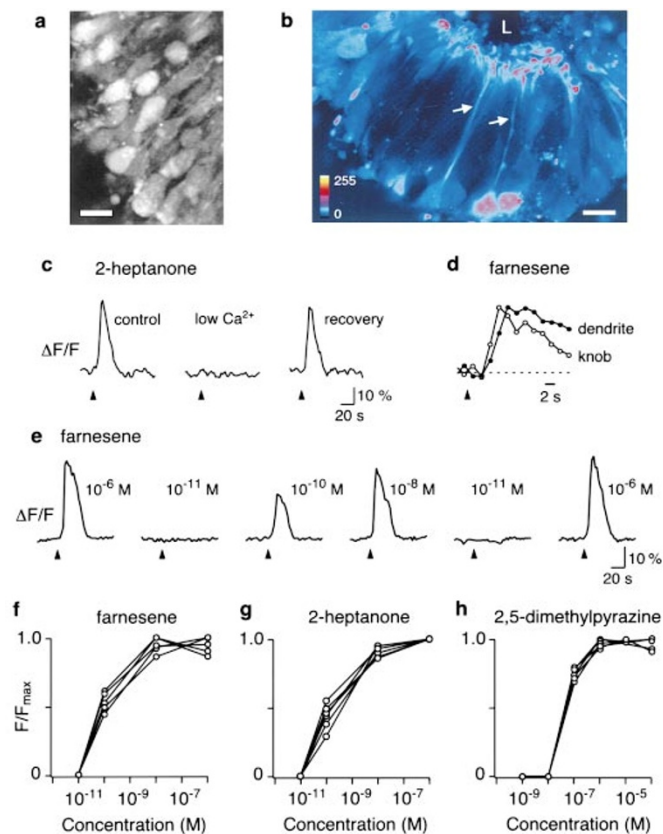 a
b
L
255
0
c 2-heptanone
control low Ca²⁺ recovery
ΔF/F
10 %
20 s
d farnesene
dendrite
knob
2 s
e farnesene
10⁻⁶ M 10⁻¹¹ M 10⁻¹⁰ M 10⁻⁸ M 10⁻¹¹ M 10⁻⁶ M
ΔF/F
10 %
20 s
f farnesene
1.0
F/Fmax
0
10⁻¹¹ 10⁻⁹ 10⁻⁷
Concentration (M)
g 2-heptanone
1.0
0
10⁻¹¹ 10⁻⁹ 10⁻⁷
Concentration (M)
h 2,5-dimethylpyrazine
1.0
0
10⁻⁹ 10⁻⁷ 10⁻⁵ 10⁻⁴
Concentration (M)